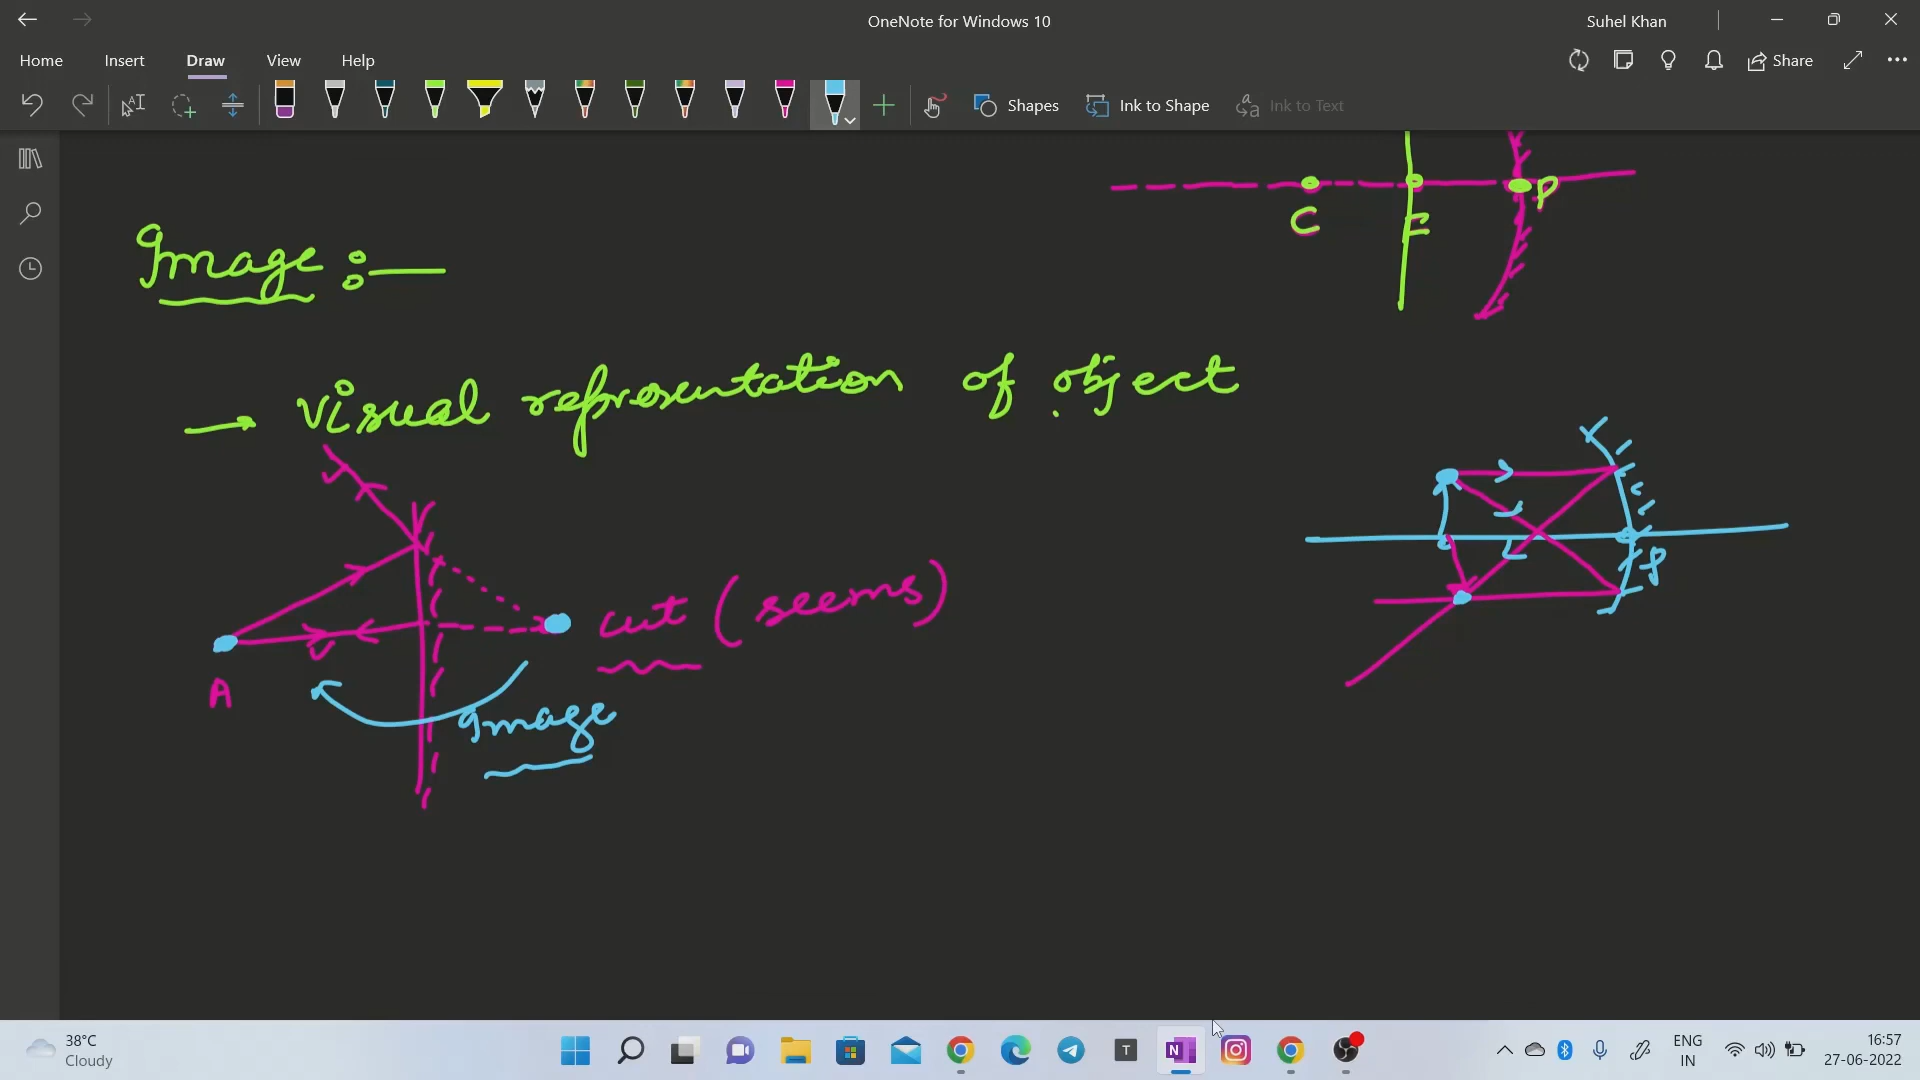 OneNote for Windows 10
Suhel Khan
Home Insert Draw View Help
Share
Shapes
Ink to Shape
Ink to Text
C F P
Image :—
→ Visual representation of object
P
cut (seems)
A
Image
38°C
Cloudy
ENG
IN
16:57
27-06-2022